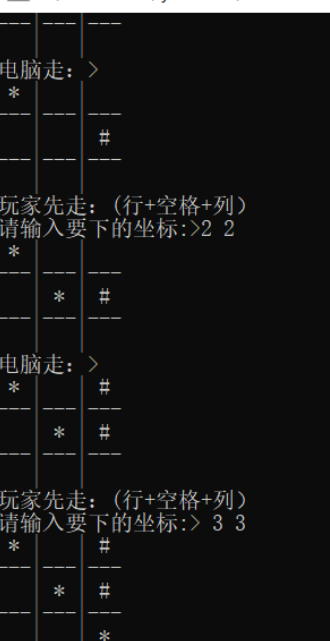 ---|---|---
电脑走：>
 * |   |
---|---|---
   |   | #
---|---|---
玩家先走：(行+空格+列)
请输入要下的坐标:>2 2
 * |   |
---|---|---
   | * | #
---|---|---
电脑走：>
 * |   | #
---|---|---
   | * | #
---|---|---
玩家先走：(行+空格+列)
请输入要下的坐标:> 3 3
 * |   | #
---|---|---
   | * | #
---|---|---
   |   | *